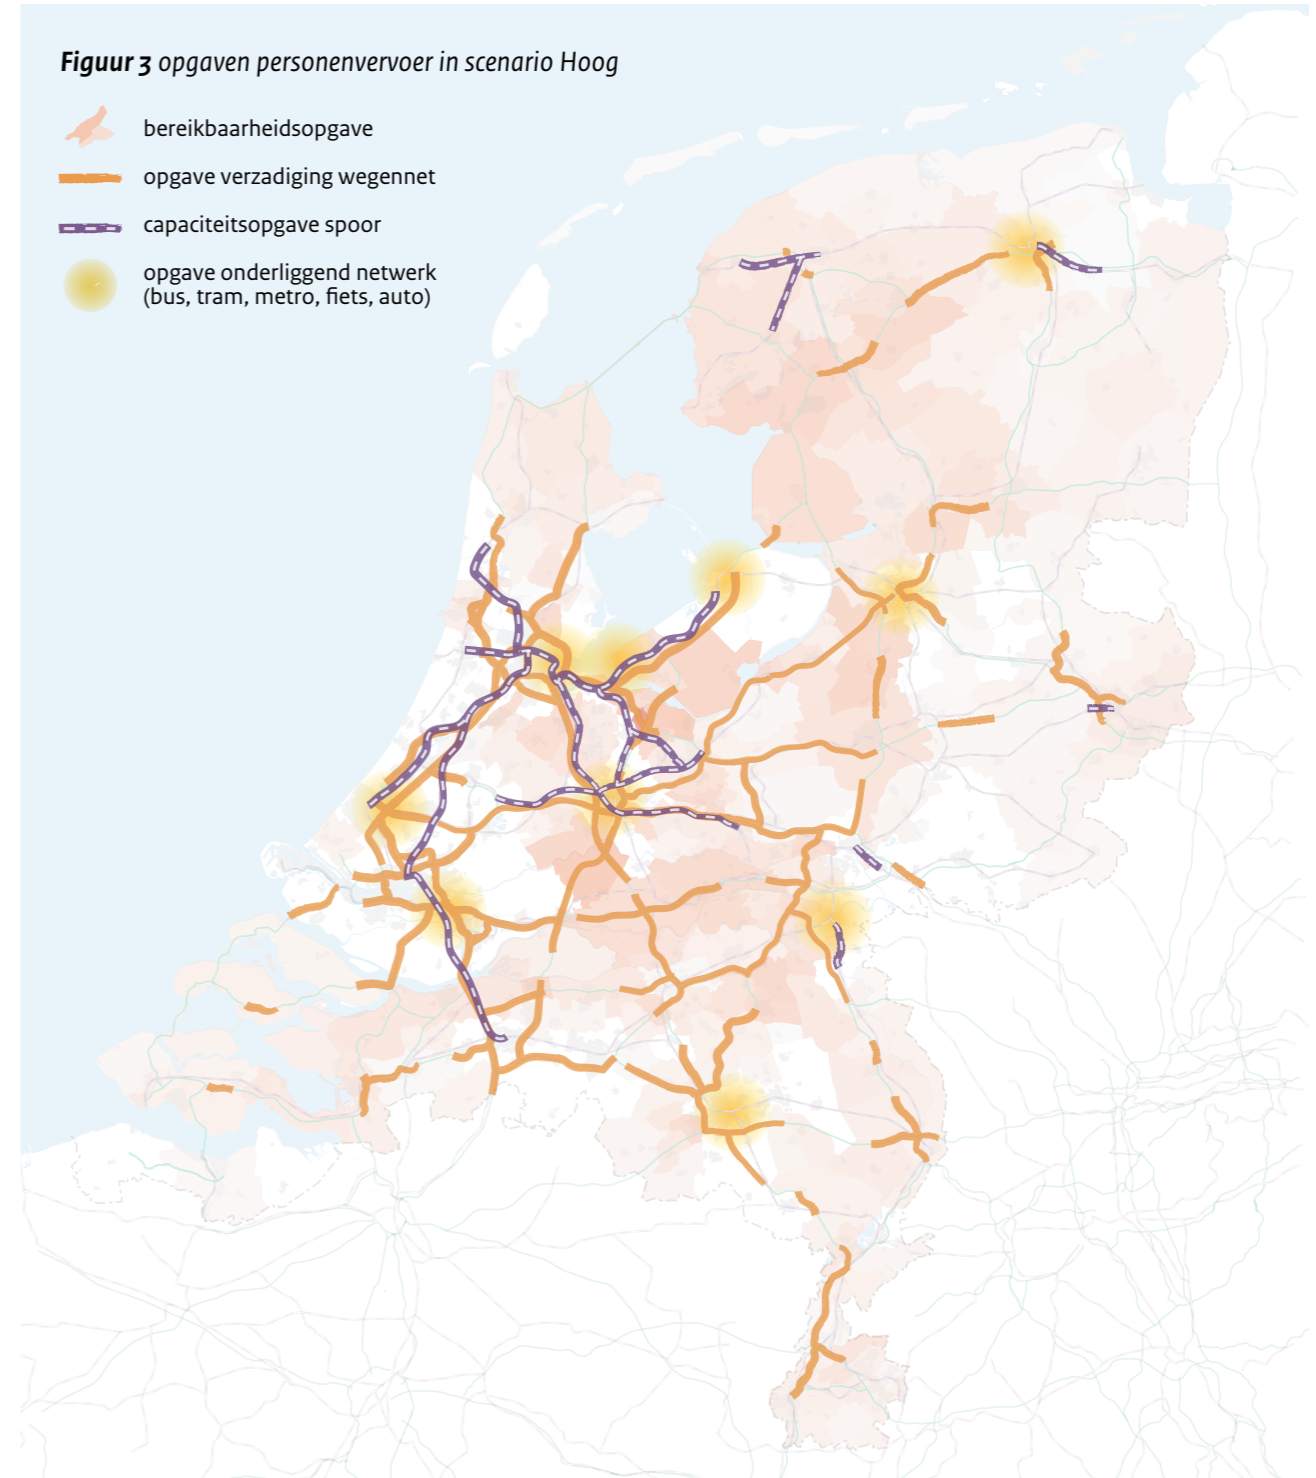 Figuur 3 opgaven personenvervoer in scenario Hoog
bereikbaarheidsopgave
opgave verzadiging wegennet
capaciteitsopgave spoor
opgave onderliggend netwerk
(bus, tram, metro, fiets, auto)